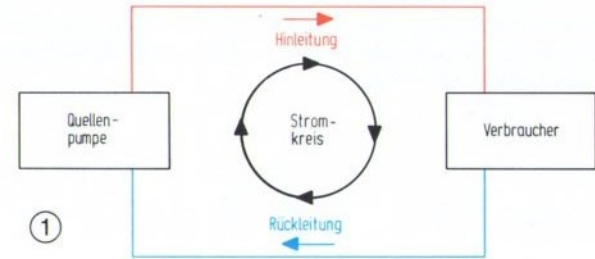 Hinleitung
Quellen-
pumpe
Strom-
kreis
Verbraucher
Rückleitung
1